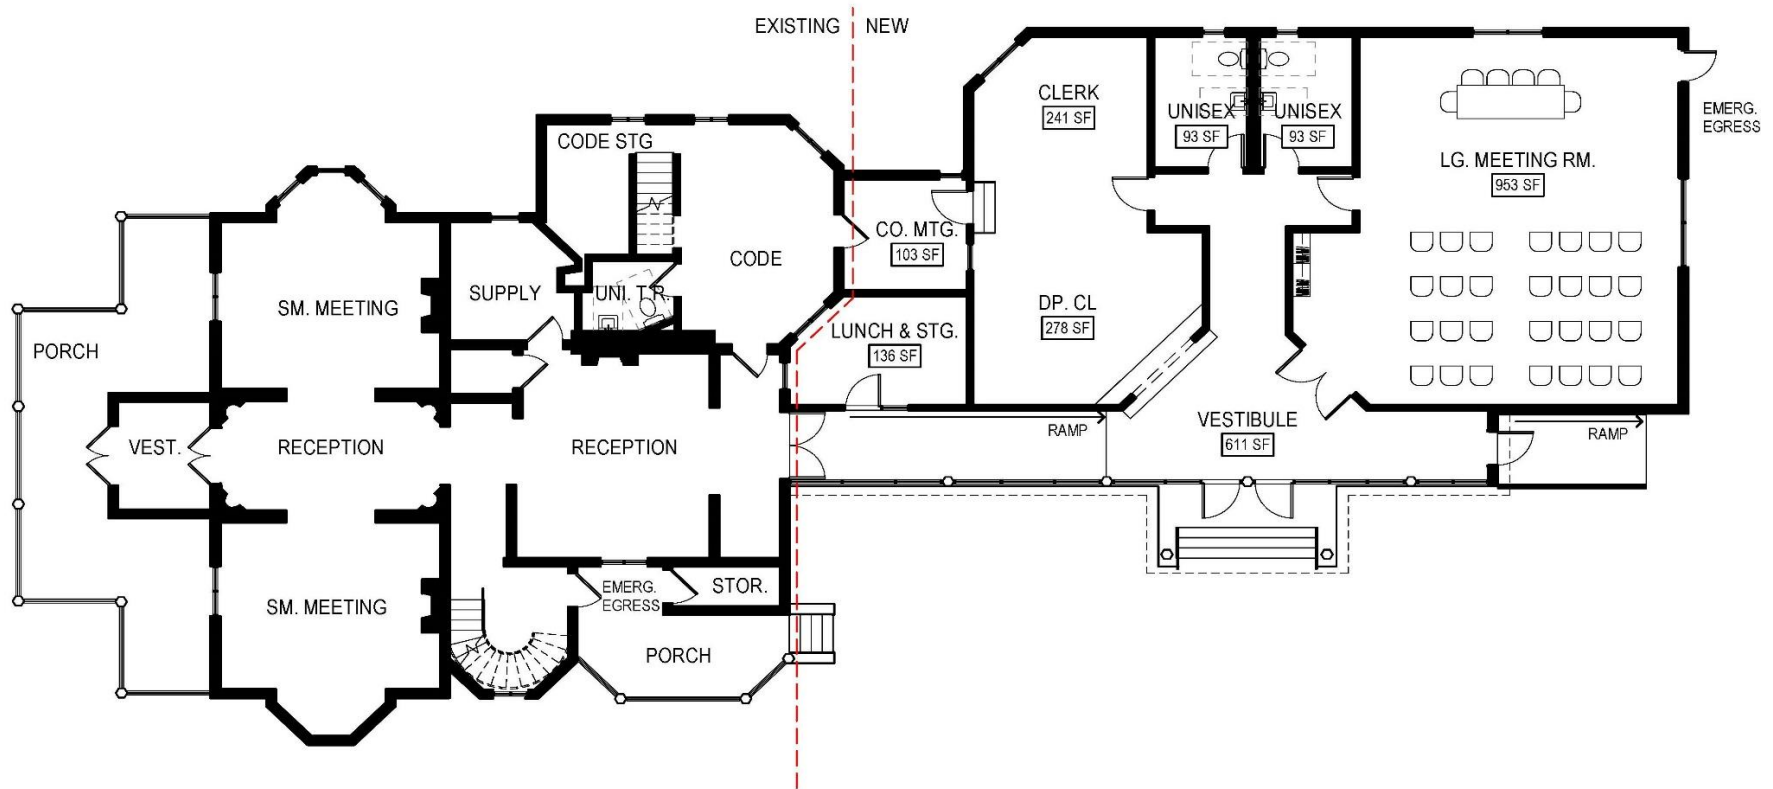 EXISTING
NEW
CLERK
241 SF
UNISEX
93 SF
UNISEX
93 SF
EMERG.
EGRESS
LG. MEETING RM.
953 SF
CODE STG
CO. MTG.
103 SF
CODE
SUPPLY
UNI. T.R.
SM. MEETING
DP. CL
278 SF
LUNCH & STG.
136 SF
PORCH
VEST.
RECEPTION
RECEPTION
RAMP
VESTIBULE
611 SF
RAMP
SM. MEETING
EMERG.
EGRESS
STOR.
PORCH